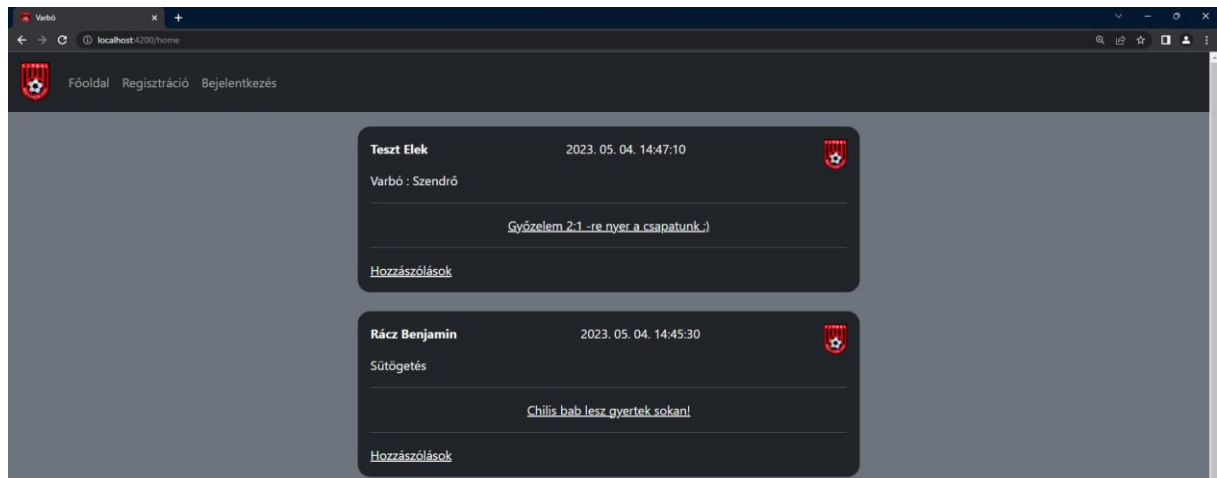 Varbó
localhost:4200/home
Főoldal Regisztráció Bejelentkezés
Teszt Elek 2023. 05. 04. 14:47:10
Varbó : Szendrő
Győzelem 2:1 -re nyer a csapatunk :)
Hozzászólások
Rácz Benjamin 2023. 05. 04. 14:45:30
Sütögetés
Chilis bab lesz gyertek sokan!
Hozzászólások